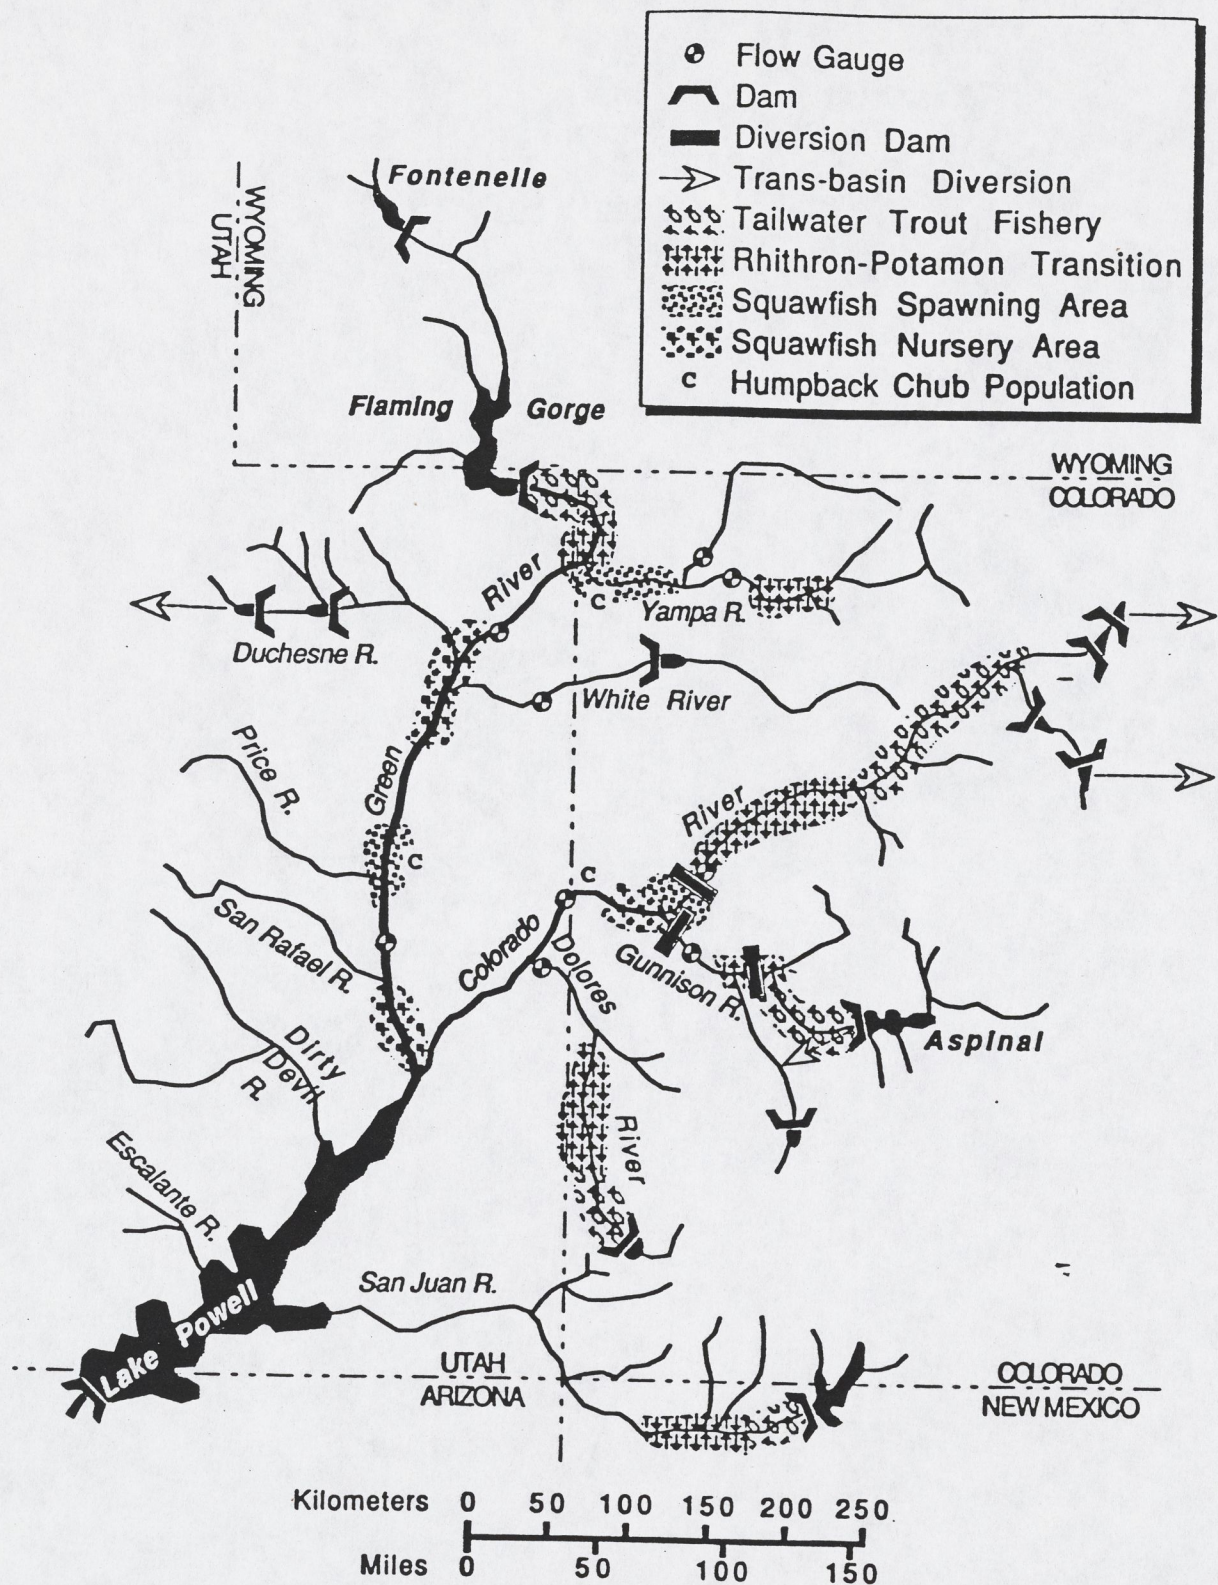 Flow Gauge
Dam
Diversion Dam
Trans-basin Diversion
Tailwater Trout Fishery
Rhithron-Potamon Transition
Squawfish Spawning Area
Squawfish Nursery Area
C Humpback Chub Population
Fontenelle
WYOMING
UTAH
Flaming Gorge
WYOMING
COLORADO
River
C
Yampa R.
Duchesne R.
White River
Price R.
Green
River
C
C
San Rafael R.
Colorado
Dolores
Gunnison R.
Aspinal
Dirty
Devil
R.
River
Escalante R.
San Juan R.
Lake Powell
UTAH
ARIZONA
COLORADO
NEW MEXICO
Kilometers 0 50 100 150 200 250
Miles 0 50 100 150